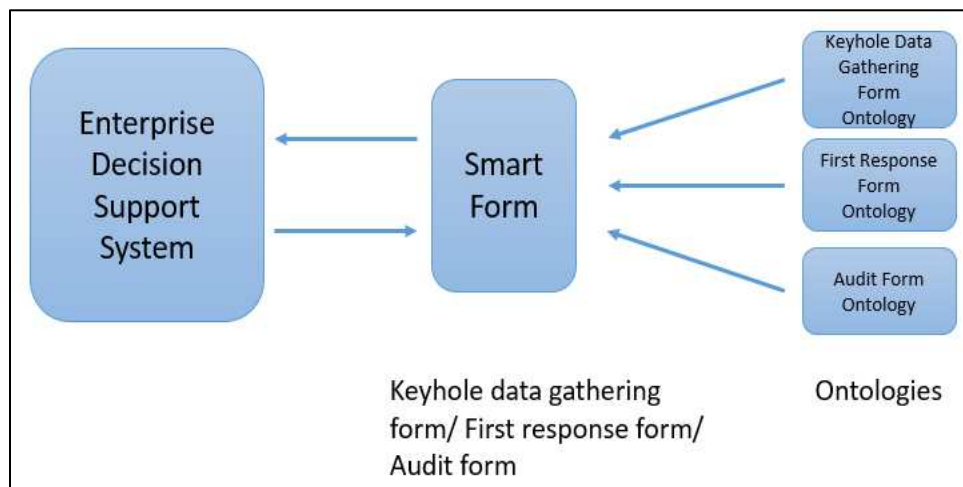 Enterprise
Decision
Support
System
Smart
Form
Keyhole Data
Gathering
Form
Ontology
First Response
Form
Ontology
Audit Form
Ontology
Keyhole data gathering
form/ First response form/
Audit form
Ontologies